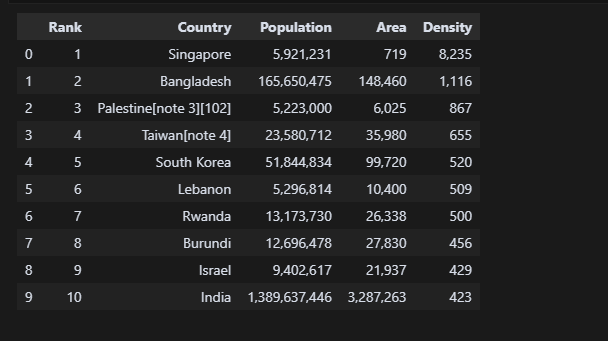 Rank Country Population Area Density
0 1 Singapore 5,921,231 719 8,235
1 2 Bangladesh 165,650,475 148,460 1,116
2 3 Palestine[note 3][102] 5,223,000 6,025 867
3 4 Taiwan[note 4] 23,580,712 35,980 655
4 5 South Korea 51,844,834 99,720 520
5 6 Lebanon 5,296,814 10,400 509
6 7 Rwanda 13,173,730 26,338 500
7 8 Burundi 12,696,478 27,830 456
8 9 Israel 9,402,617 21,937 429
9 10 India 1,389,637,446 3,287,263 423